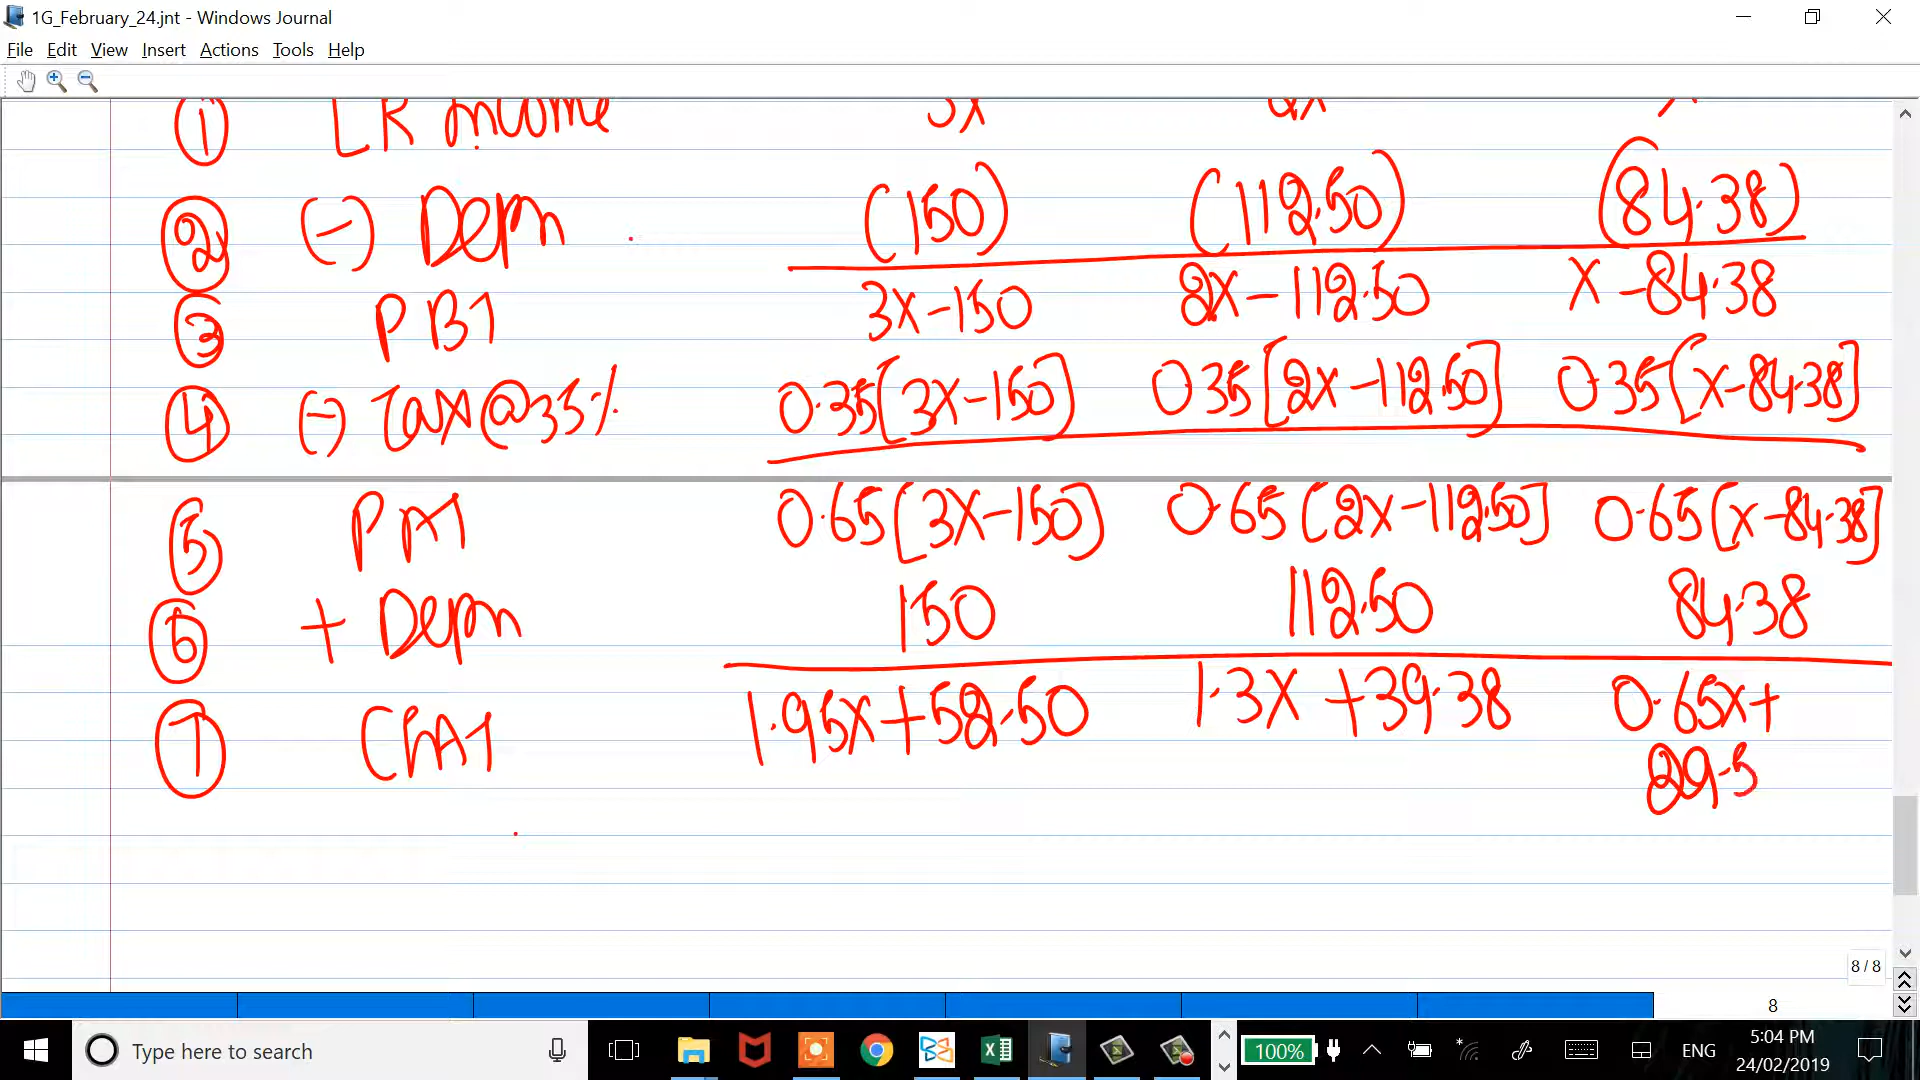 1G_February_24.jnt - Windows Journal
File Edit View Insert Actions Tools Help
① LR income 3x 2x x
② (-) Depn (150) (112.50) (84.38)
③ PBT 3x-150 2x-112.50 x-84.38
④ (-) Tax@35% 0.35[3x-150] 0.35[2x-112.50] 0.35[x-84.38]
⑤ PAT 0.65[3x-150] 0.65[2x-112.50] 0.65[x-84.38]
⑥ + Depn 150 112.50 84.38
⑦ CFAT 1.95x+52.50 1.3x+39.38 0.65x+
29.5
8 / 8
8
Type here to search
100%
ENG
5:04 PM
24/02/2019